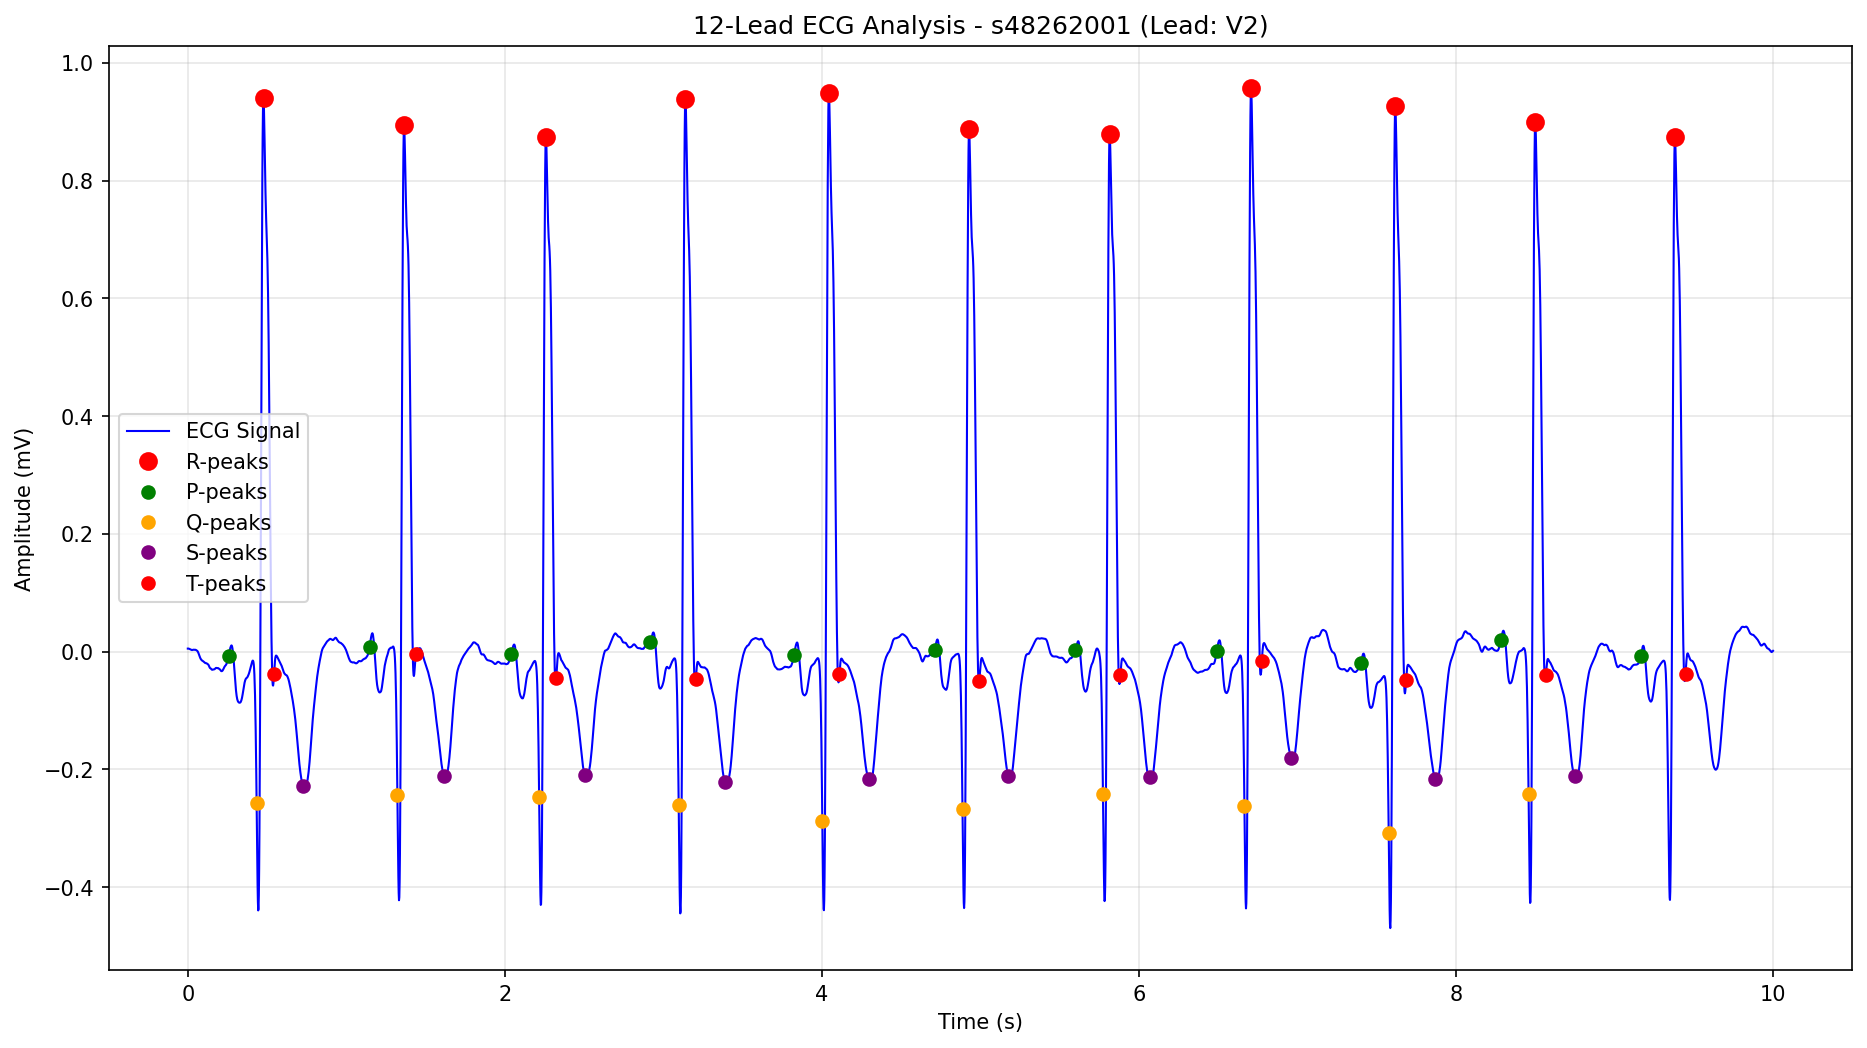 12-Lead ECG Analysis - s48262001 (Lead: V2)
Amplitude (mV)
1.0
0.8
0.6
0.4
0.2
0.0
−0.2
−0.4
ECG Signal
R-peaks
P-peaks
Q-peaks
S-peaks
T-peaks
0 2 4 6 8 10
Time (s)